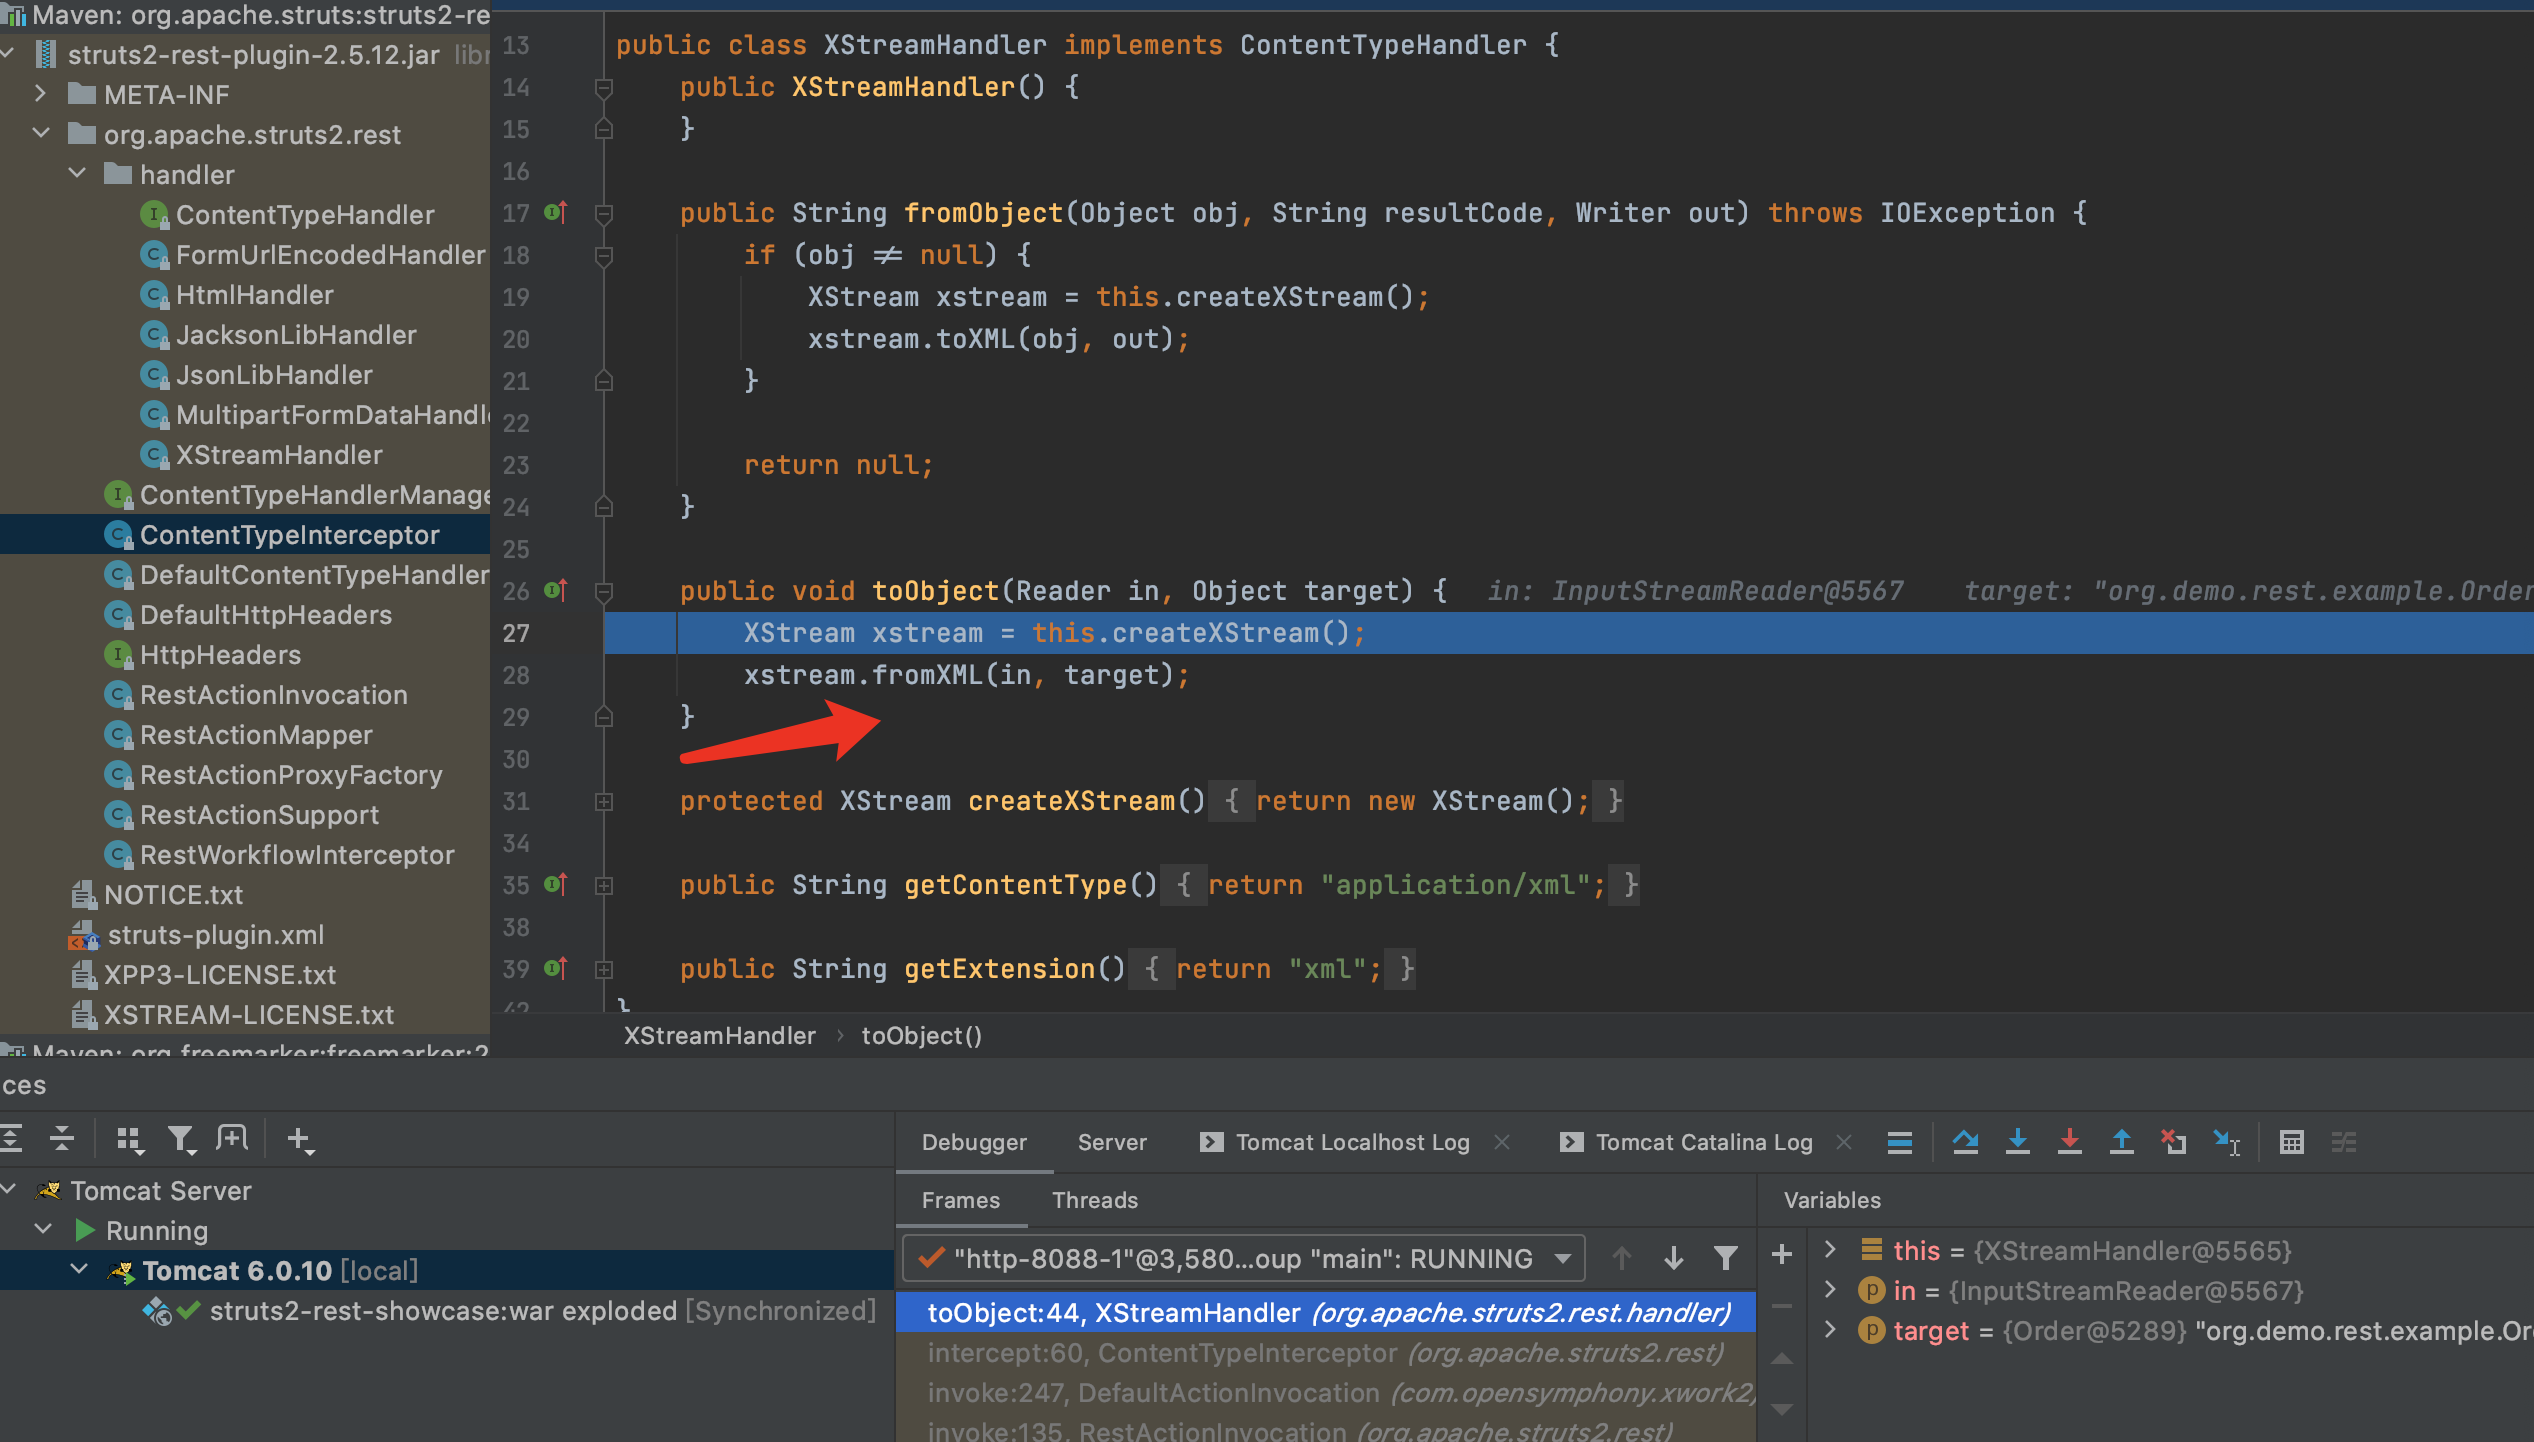 Maven: org.apache.struts:struts2-re
struts2-rest-plugin-2.5.12.jar libr
META-INF
org.apache.struts2.rest
handler
ContentTypeHandler
FormUrlEncodedHandler
HtmlHandler
JacksonLibHandler
JsonLibHandler
MultipartFormDataHandle
XStreamHandler
ContentTypeHandlerManage
ContentTypeInterceptor
DefaultContentTypeHandler
DefaultHttpHeaders
HttpHeaders
RestActionInvocation
RestActionMapper
RestActionProxyFactory
RestActionSupport
RestWorkflowInterceptor
NOTICE.txt
struts-plugin.xml
XPP3-LICENSE.txt
XSTREAM-LICENSE.txt
Maven: org.freemarker:freemarker:2
13 public class XStreamHandler implements ContentTypeHandler {
14 public XStreamHandler() {
15 }
16
17 public String fromObject(Object obj, String resultCode, Writer out) throws IOException {
18 if (obj ≠ null) {
19 XStream xstream = this.createXStream();
20 xstream.toXML(obj, out);
21 }
22
23 return null;
24 }
25
26 public void toObject(Reader in, Object target) { in: InputStreamReader@5567 target: "org.demo.rest.example.Order
27 XStream xstream = this.createXStream();
28 xstream.fromXML(in, target);
29 }
30
31 protected XStream createXStream() { return new XStream(); }
34
35 public String getContentType() { return "application/xml"; }
38
39 public String getExtension() { return "xml"; }
42 }
XStreamHandler › toObject()
ces
Tomcat Server
Running
Tomcat 6.0.10 [local]
struts2-rest-showcase:war exploded [Synchronized]
Debugger Server Tomcat Localhost Log Tomcat Catalina Log
Frames Threads
"http-8088-1"@3,580...oup "main": RUNNING
toObject:44, XStreamHandler (org.apache.struts2.rest.handler)
intercept:60, ContentTypeInterceptor (org.apache.struts2.rest)
invoke:247, DefaultActionInvocation (com.opensymphony.xwork2)
invoke:135, RestActionInvocation (org.apache.struts2.rest)
Variables
this = {XStreamHandler@5565}
in = {InputStreamReader@5567}
target = {Order@5289} "org.demo.rest.example.Or